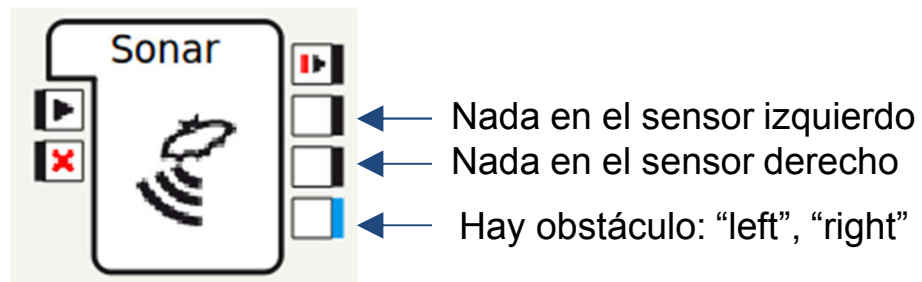 Sonar
Nada en el sensor izquierdo
Nada en el sensor derecho
Hay obstáculo: “left”, “right”